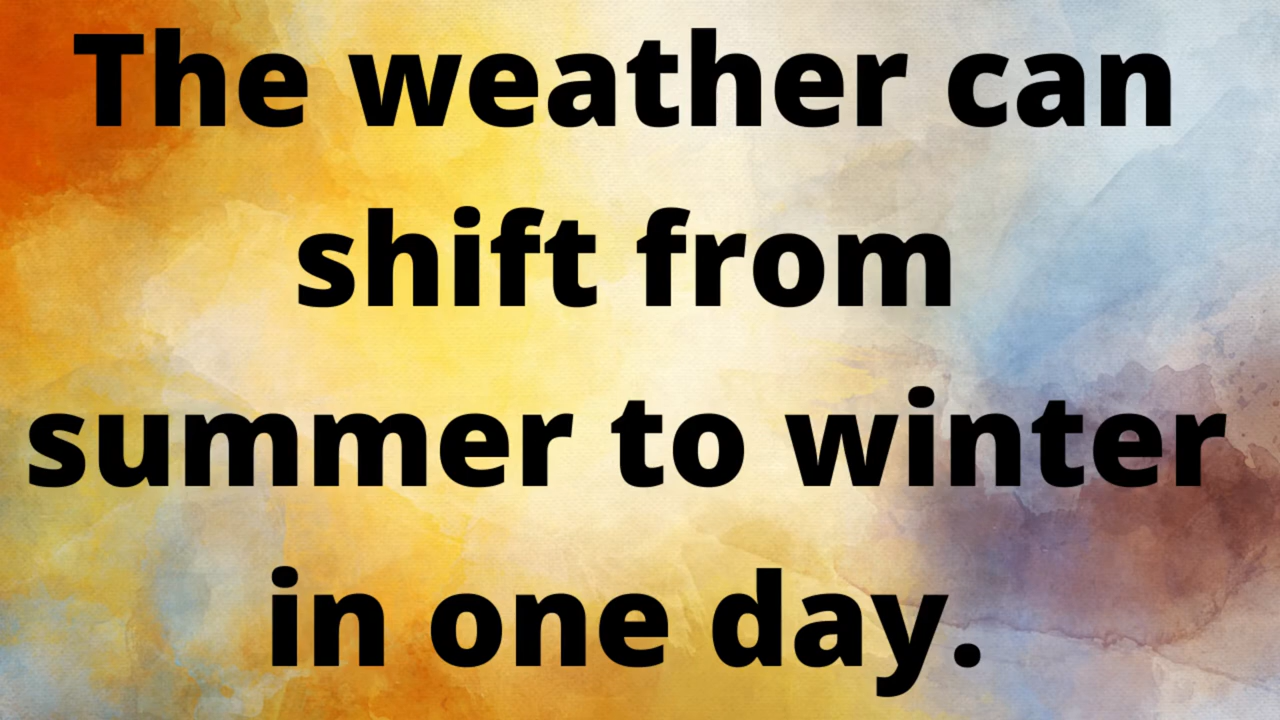 The weather can
shift from
summer to winter
in one day.